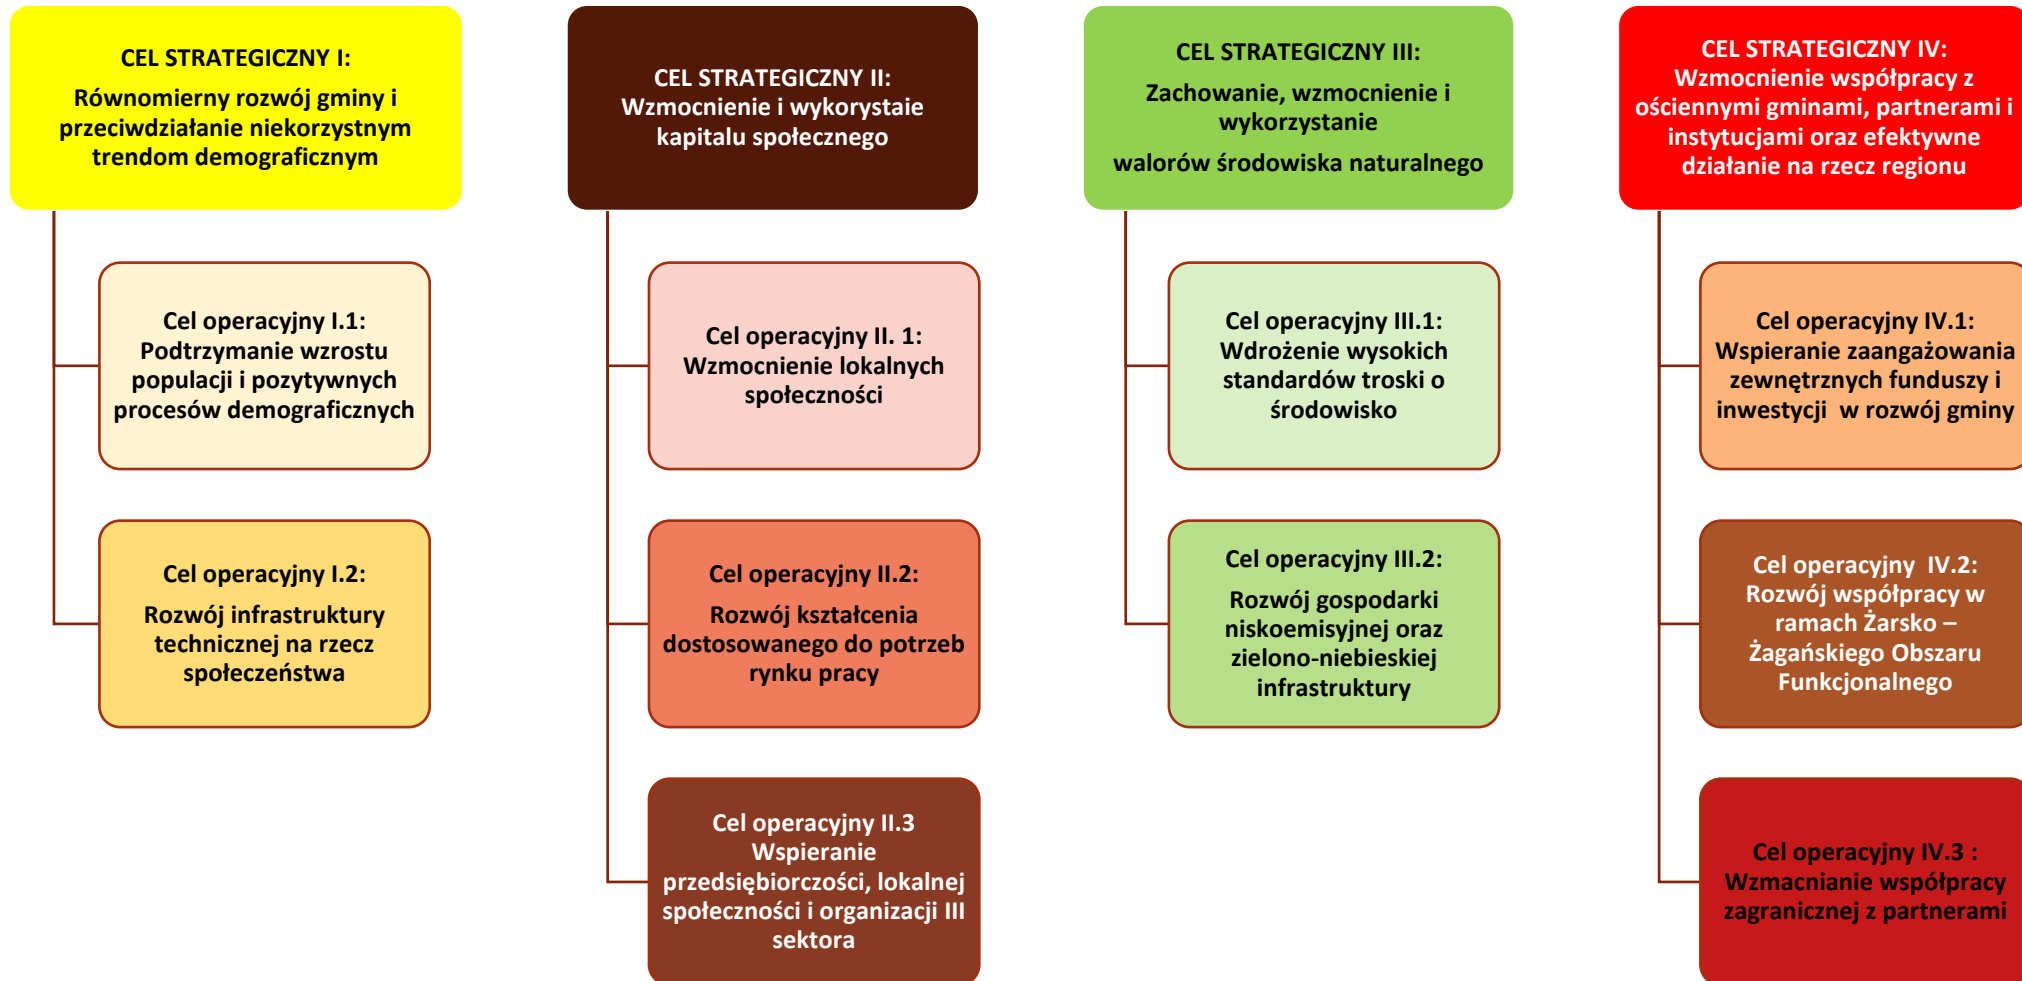 CEL STRATEGICZNY I:
Równomierny rozwój gminy i
przeciwdziałanie niekorzystnym
trendom demograficznym
Cel operacyjny I.1:
Podtrzymanie wzrostu
populacji i pozytywnych
procesów demograficznych
Cel operacyjny I.2:
Rozwój infrastruktury
technicznej na rzecz
społeczeństwa
CEL STRATEGICZNY II:
Wzmocnienie i wykorystaie
kapitalu społecznego
Cel operacyjny II. 1:
Wzmocnienie lokalnych
społeczności
Cel operacyjny II.2:
Rozwój kształcenia
dostosowanego do potrzeb
rynku pracy
Cel operacyjny II.3
Wspieranie
przedsiębiorczości, lokalnej
społeczności i organizacji III
sektora
CEL STRATEGICZNY III:
Zachowanie, wzmocnienie i
wykorzystanie
walorów środowiska naturalnego
Cel operacyjny III.1:
Wdrożenie wysokich
standardów troski o
środowisko
Cel operacyjny III.2:
Rozwój gospodarki
niskoemisyjnej oraz
zielono-niebieskiej
infrastruktury
CEL STRATEGICZNY IV:
Wzmocnienie współpracy z
ościennymi gminami, partnerami i
instytucjami oraz efektywne
działanie na rzecz regionu
Cel operacyjny IV.1:
Wspieranie zaangażowania
zewnętrznych funduszy i
inwestycji w rozwój gminy
Cel operacyjny IV.2:
Rozwój współpracy w
ramach Żarsko –
Żagańskiego Obszaru
Funkcjonalnego
Cel operacyjny IV.3 :
Wzmacnianie współpracy
zagranicznej z partnerami